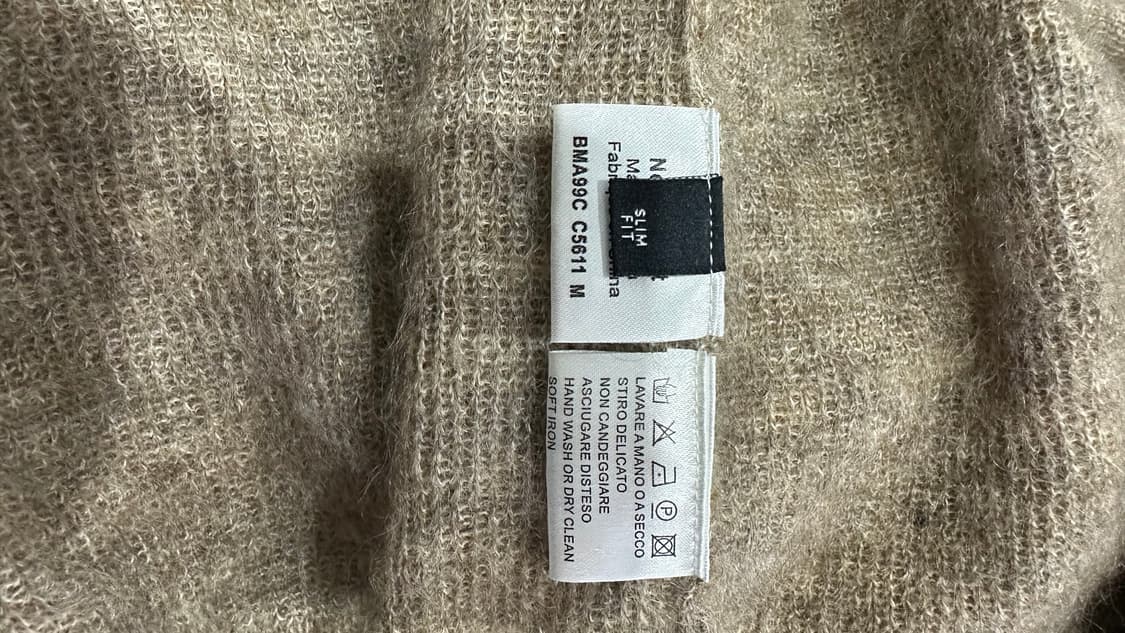 SLIM
FIT
BMA99C C5611 M
P
LAVARE A MANO O A SECCO
STIRO DELICATO
NON CANDEGGIARE
ASCIUGARE DISTESO
HAND WASH OR DRY CLEAN
SOFT IRON